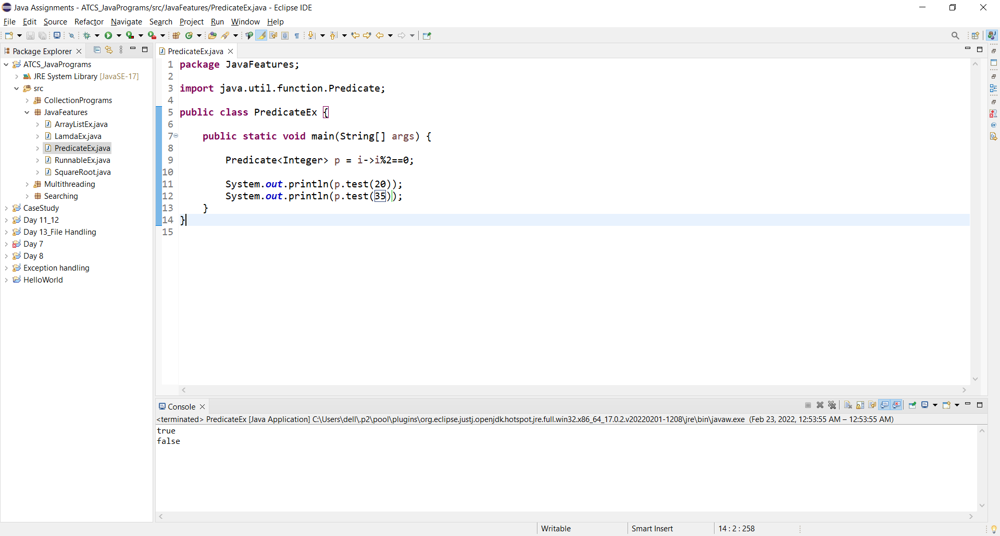 Java Assignments - ATCS_JavaPrograms/src/JavaFeatures/PredicateEx.java - Eclipse IDE
File Edit Source Refactor Navigate Search Project Run Window Help
Package Explorer
ATCS_JavaPrograms
JRE System Library [JavaSE-17]
src
CollectionPrograms
JavaFeatures
ArrayListEx.java
LamdaEx.java
PredicateEx.java
RunnableEx.java
SquareRoot.java
Multithreading
Searching
CaseStudy
Day 11_12
Day 13_File Handling
Day 7
Day 8
Exception handling
HelloWorld
PredicateEx.java
1 package JavaFeatures;
2
3 import java.util.function.Predicate;
4
5 public class PredicateEx {
6
7 public static void main(String[] args) {
8
9 Predicate<Integer> p = i->i%2==0;
10
11 System.out.println(p.test(20));
12 System.out.println(p.test(35));
13 }
14 }
15
Console
<terminated> PredicateEx [Java Application] C:\Users\dell\.p2\pool\plugins\org.eclipse.justj.openjdk.hotspot.jre.full.win32.x86_64_17.0.2.v20220201-1208\jre\bin\javaw.exe (Feb 23, 2022, 12:53:55 AM – 12:53:55 AM)
true
false
Writable Smart Insert 14 : 2 : 258